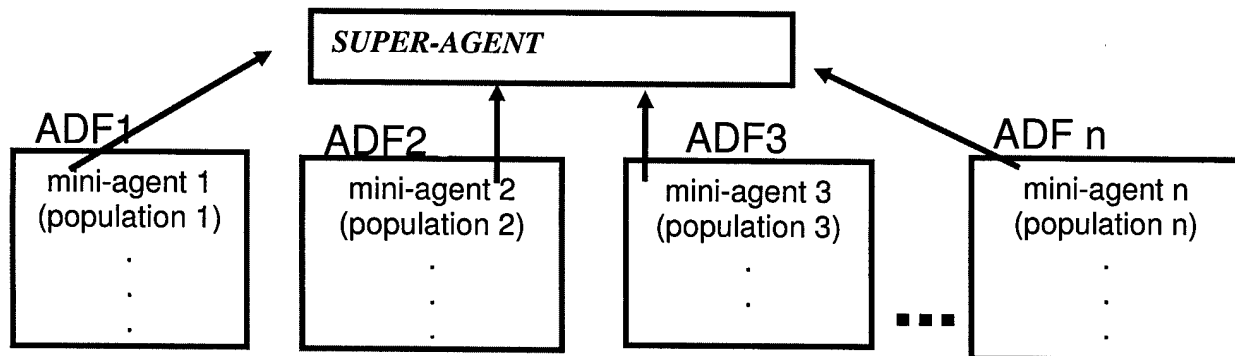 SUPER-AGENT
ADF1
ADF2
ADF3
ADF n
mini-agent 1
(population 1)
.
.
.
mini-agent 2
(population 2)
.
.
.
mini-agent 3
(population 3)
.
.
...
mini-agent n
(population n)
.
.
.